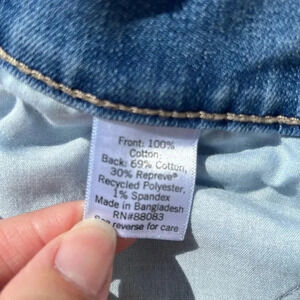 Front: 100%
Cotton;
Back: 69% Cotton,
30% Repreve®
Recycled Polyester,
1% Spandex
Made in Bangladesh
RN#88083
See reverse for care